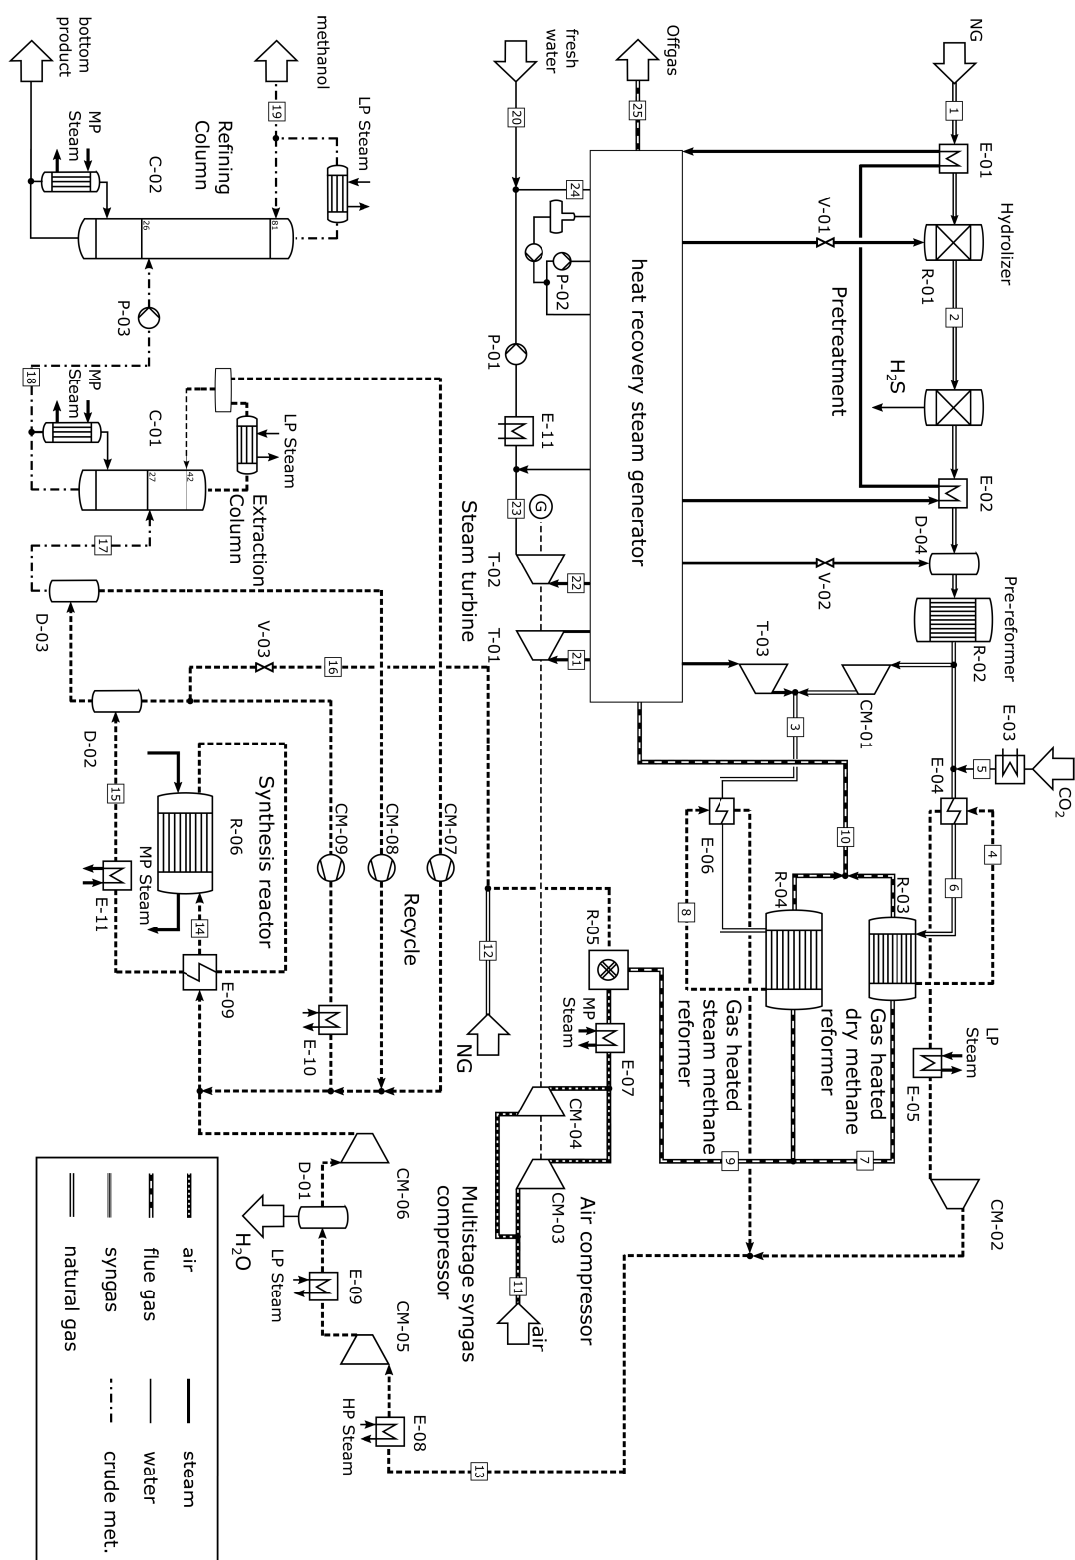 NG
1
E-01
Hydrolizer
R-01
2
H2S
E-02
D-04
Pre-reformer
R-02
E-03
CO2
5
E-04
4
6
V-01
Pretreatment
V-02
T-03
CM-01
3
10
R-03
Gas heated
dry methane
reformer
LP
Steam
E-05
CM-02
7
E-06
R-04
8
Gas heated
steam methane
reformer
9
Offgas
25
heat recovery steam generator
fresh
water
20
24
P-02
P-01
E-11
23
G
22
T-02
Steam turbine
21
T-01
R-05
MP
Steam
E-07
CM-04
CM-03
Air compressor
11
air
12
NG
Multistage syngas
compressor
methanol
19
LP Steam
bottom
product
MP
Steam
Refining
Column
C-02
26
81
P-03
18
MP
Steam
C-01
27
42
LP Steam
Extraction
Column
17
D-03
V-03
16
D-02
15
Synthesis reactor
R-06
MP Steam
E-11
14
E-09
CM-09
CM-08
CM-07
Recycle
E-10
CM-06
D-01
H2O
LP Steam
E-09
CM-05
HP Steam
E-08
13
air
steam
flue gas
water
syngas
crude met.
natural gas